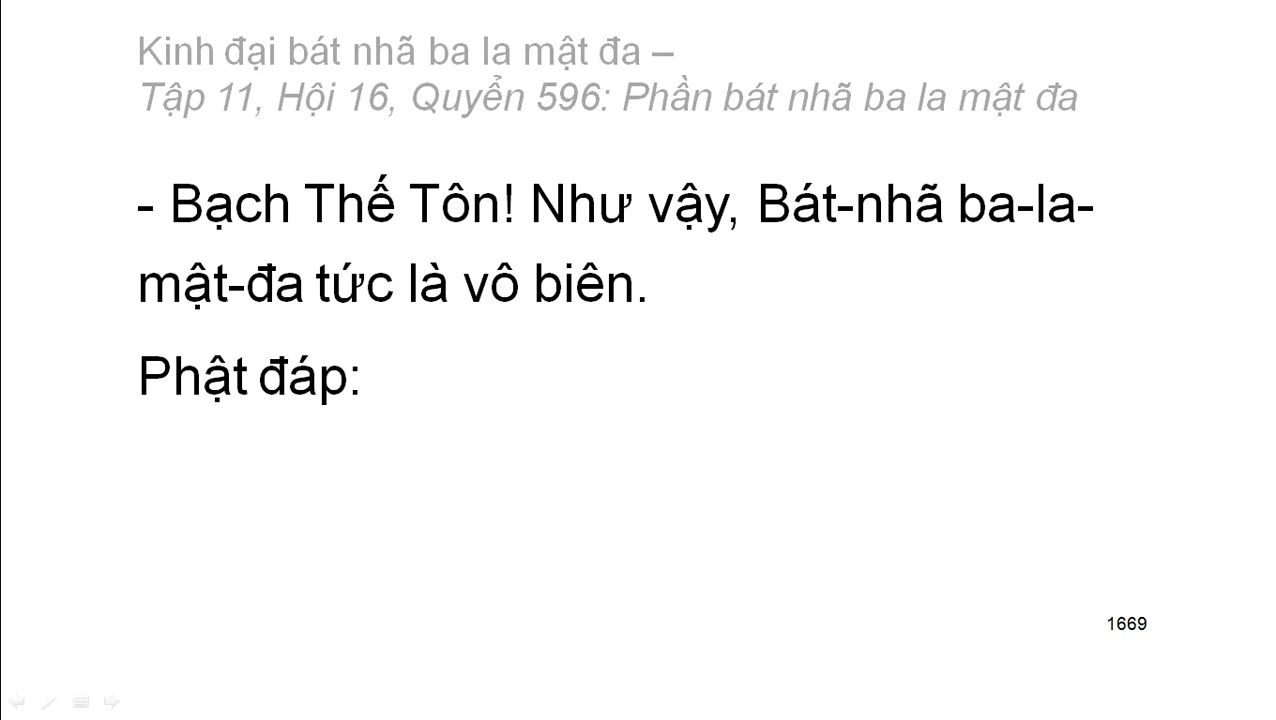 Kinh đại bát nhã ba la mật đa –
Tập 11, Hội 16, Quyển 596: Phần bát nhã ba la mật đa
- Bạch Thế Tôn! Như vậy, Bát-nhã ba-la-
mật-đa tức là vô biên.
Phật đáp:
1669